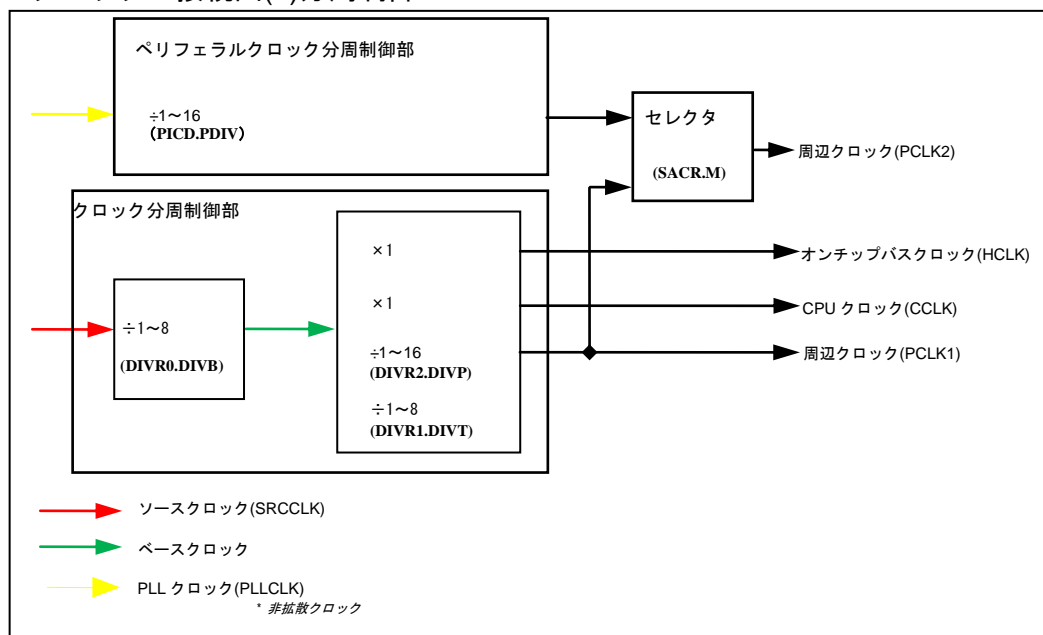 ペリフェラルクロック分周制御部
÷1～16
(PICD.PDIV)
セレクタ
(SACR.M)
周辺クロック(PCLK2)
クロック分周制御部
×1
オンチップバスクロック(HCLK)
×1
CPU クロック(CCLK)
÷1～8
(DIVR0.DIVB)
÷1～16
(DIVR2.DIVP)
周辺クロック(PCLK1)
÷1～8
(DIVR1.DIVT)
ソースクロック(SRCCLK)
ベースクロック
PLL クロック(PLLCLK)
* 非拡散クロック